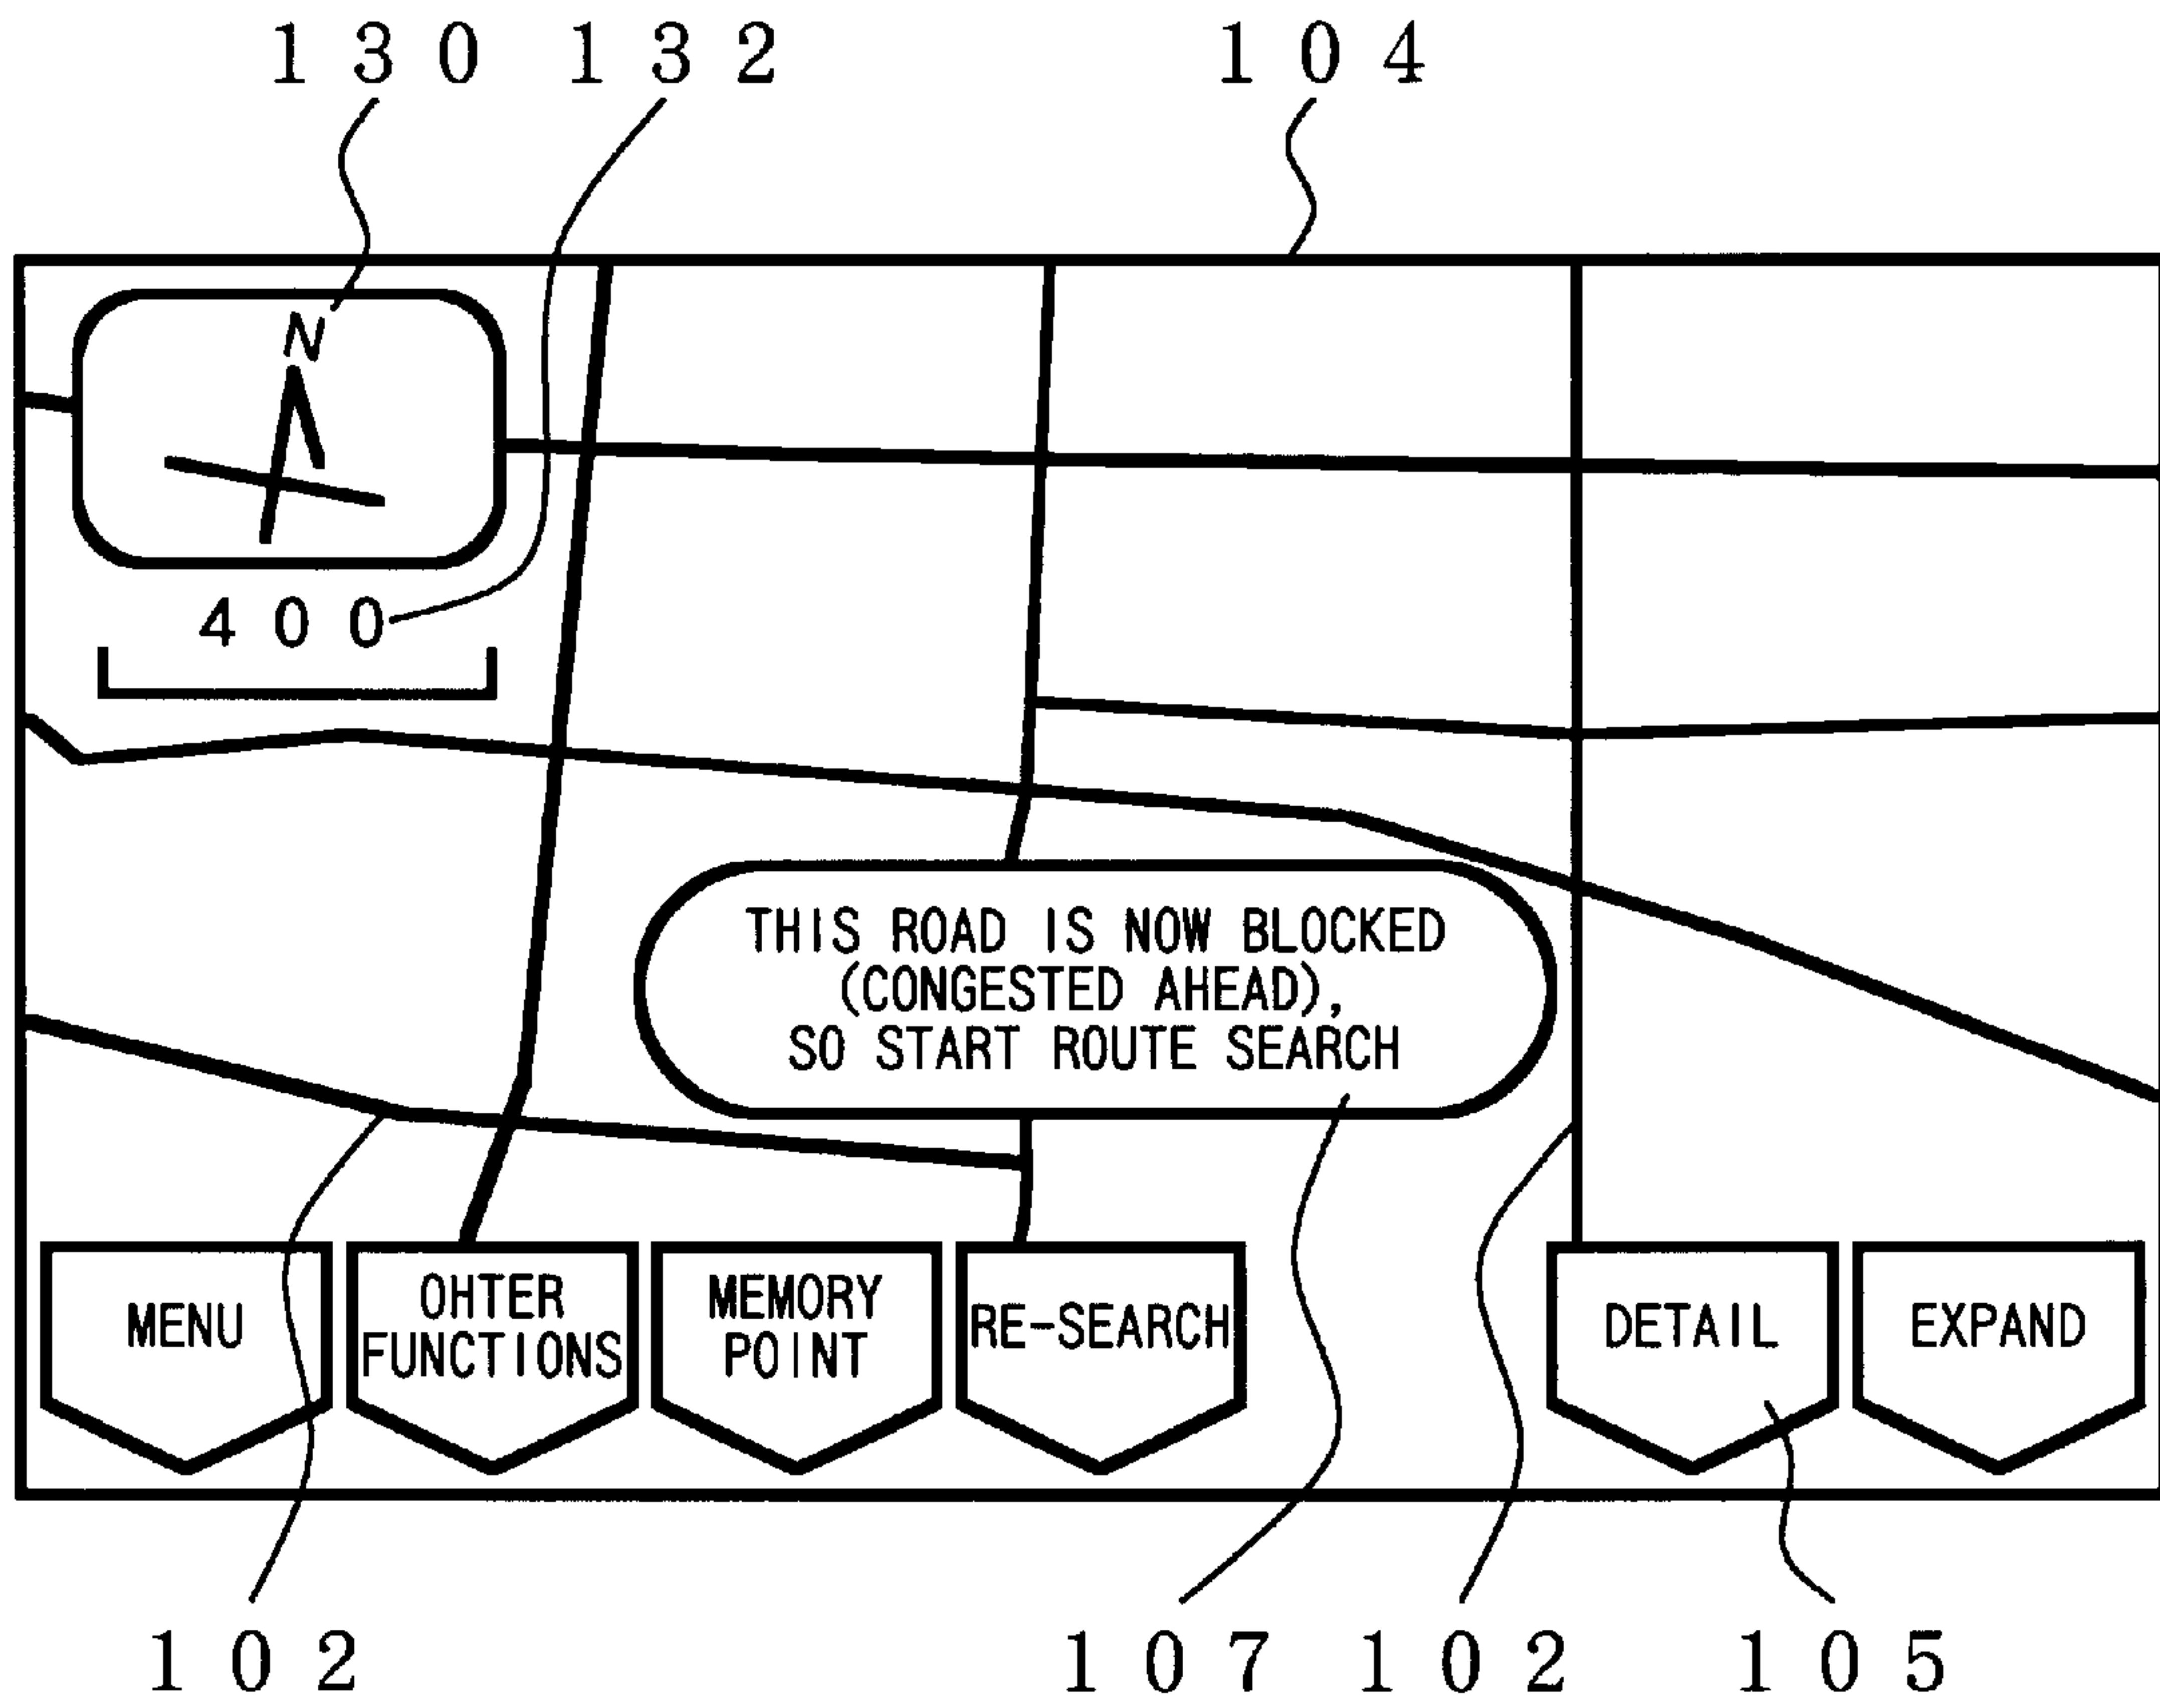 130 132 104
N
400
THIS ROAD IS NOW BLOCKED
(CONGESTED AHEAD),
SO START ROUTE SEARCH
MENU
OHTER
FUNCTIONS
MEMORY
POINT
RE-SEARCH
DETAIL
EXPAND
102 107 102 105